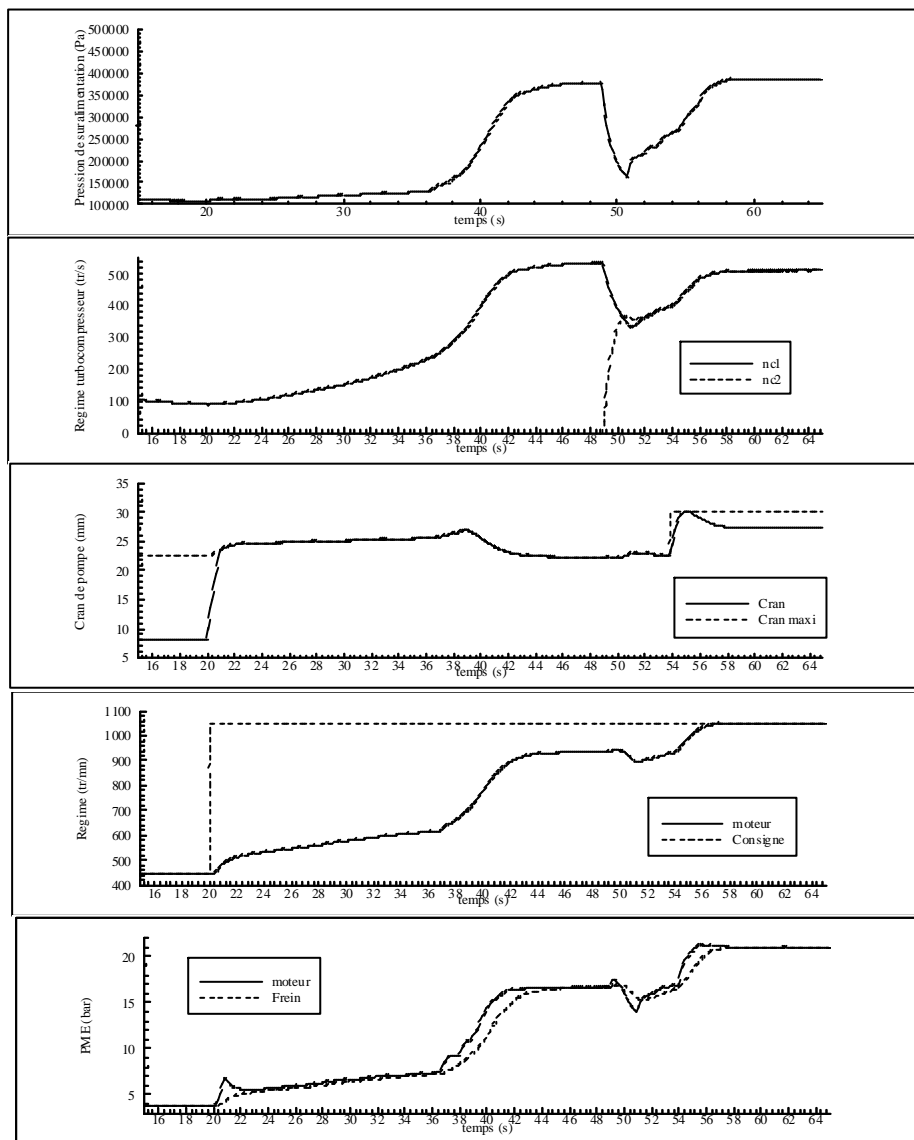 Pression de suralimentation (Pa)
500000
450000
400000
350000
300000
250000
200000
150000
100000
20 30 40 50 60
temps (s)
Regime turbocompresseur (tr/s)
500
400
300
200
100
0
nc1
nc2
16 18 20 22 24 26 28 30 32 34 36 38 40 42 44 46 48 50 52 54 56 58 60 62 64
temps (s)
Cran de pompe (mm)
35
30
25
20
15
10
5
Cran
Cran maxi
16 18 20 22 24 26 28 30 32 34 36 38 40 42 44 46 48 50 52 54 56 58 60 62 64
temps (s)
Regime (tr/mn)
1100
1000
900
800
700
600
500
400
moteur
Consigne
16 18 20 22 24 26 28 30 32 34 36 38 40 42 44 46 48 50 52 54 56 58 60 62 64
temps (s)
PME (bar)
20
15
10
5
moteur
Frein
16 18 20 22 24 26 28 30 32 34 36 38 40 42 44 46 48 50 52 54 56 58 60 62 64
temps (s)